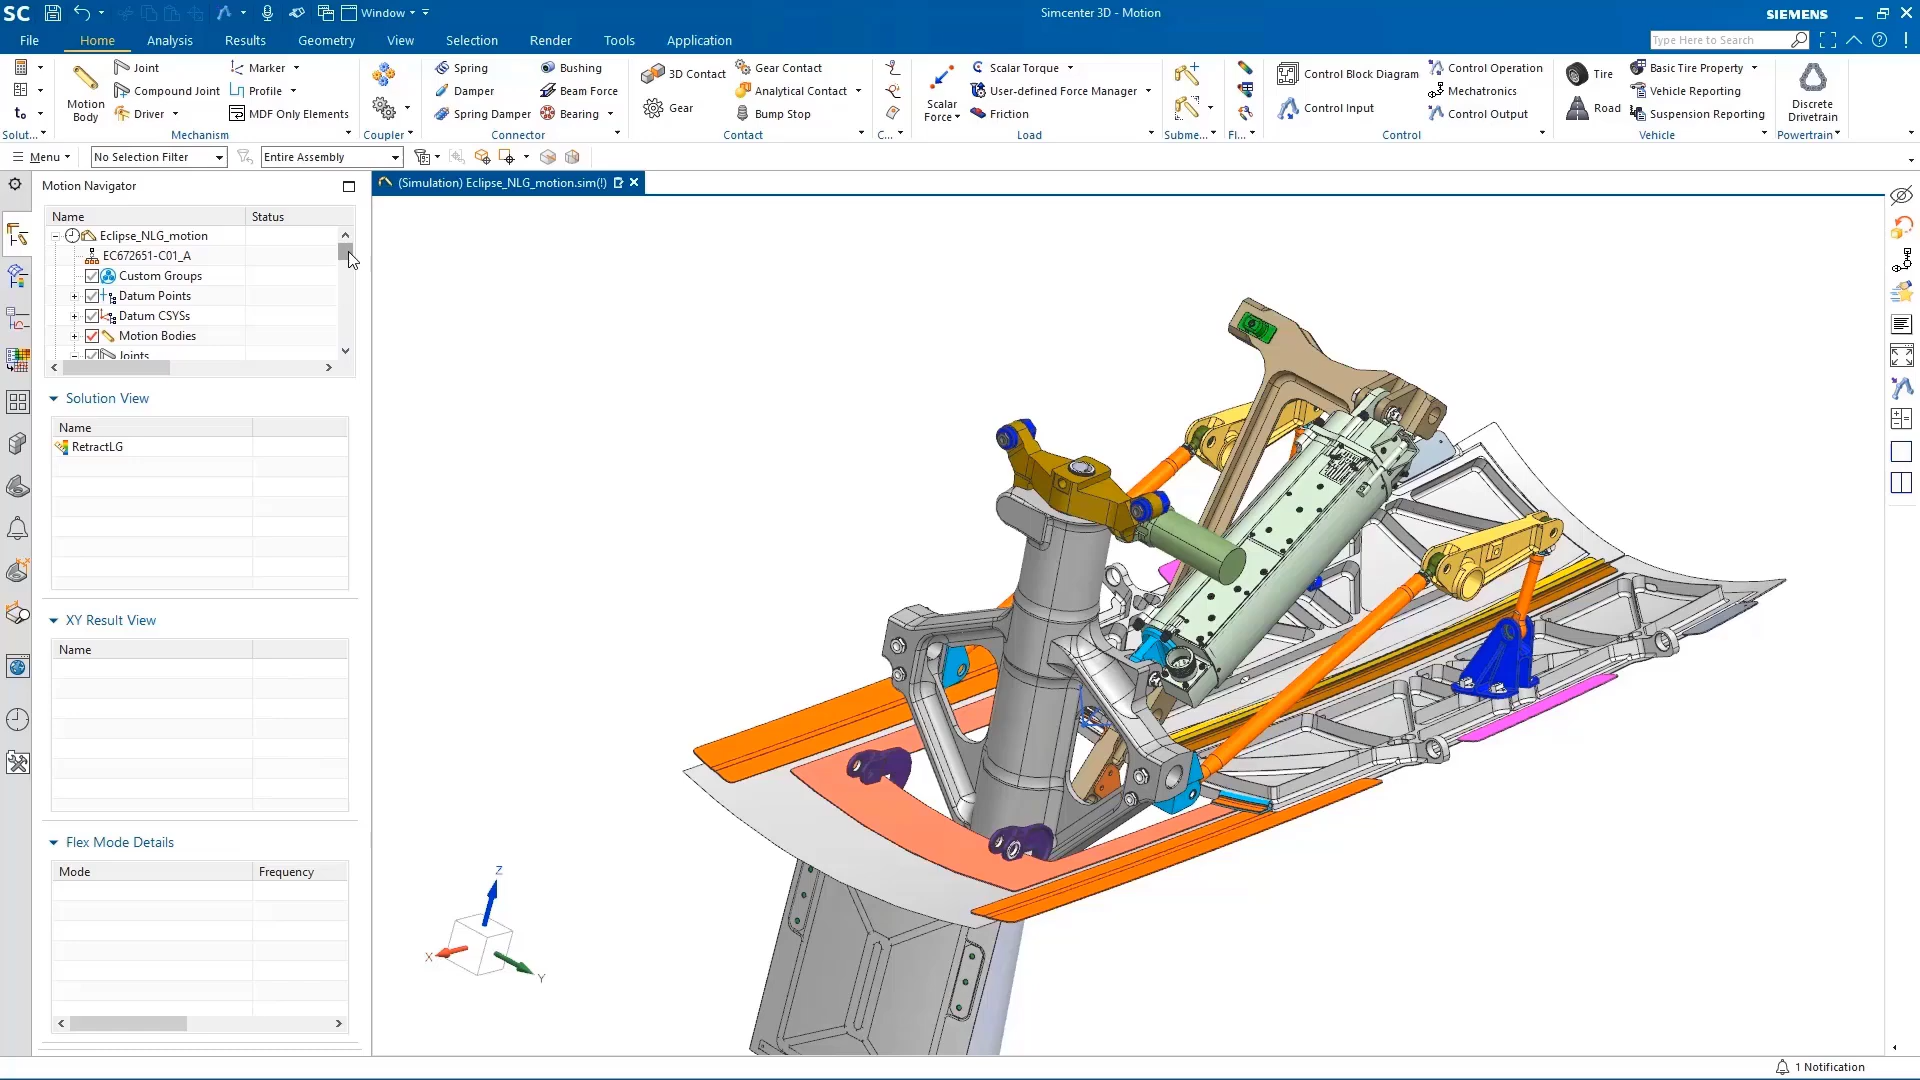 SC
Window
Simcenter 3D - Motion
SIEMENS
File
Home
Analysis
Results
Geometry
View
Selection
Render
Tools
Application
Type Here to Search
Joint
Marker
Spring
Bushing
3D Contact
Gear Contact
Scalar Torque
Control Block Diagram
Control Operation
Tire
Basic Tire Property
Compound Joint
Profile
Damper
Beam Force
Analytical Contact
User-defined Force Manager
Mechatronics
Vehicle Reporting
Motion
Body
Driver
MDF Only Elements
Spring Damper
Bearing
Gear
Bump Stop
Scalar
Force
Friction
Control Input
Control Output
Road
Suspension Reporting
Discrete
Drivetrain
Solut...
Mechanism
Coupler
Connector
Contact
C...
Load
Subme...
Fl...
Control
Vehicle
Powertrain
Menu
No Selection Filter
Entire Assembly
Motion Navigator
(Simulation) Eclipse_NLG_motion.sim(!)
Name
Status
Eclipse_NLG_motion
EC672651-C01_A
Custom Groups
Datum Points
Datum CSYSs
Motion Bodies
Joints
Solution View
Name
RetractLG
XY Result View
Name
Flex Mode Details
Mode
Frequency
Z
X
Y
1 Notification